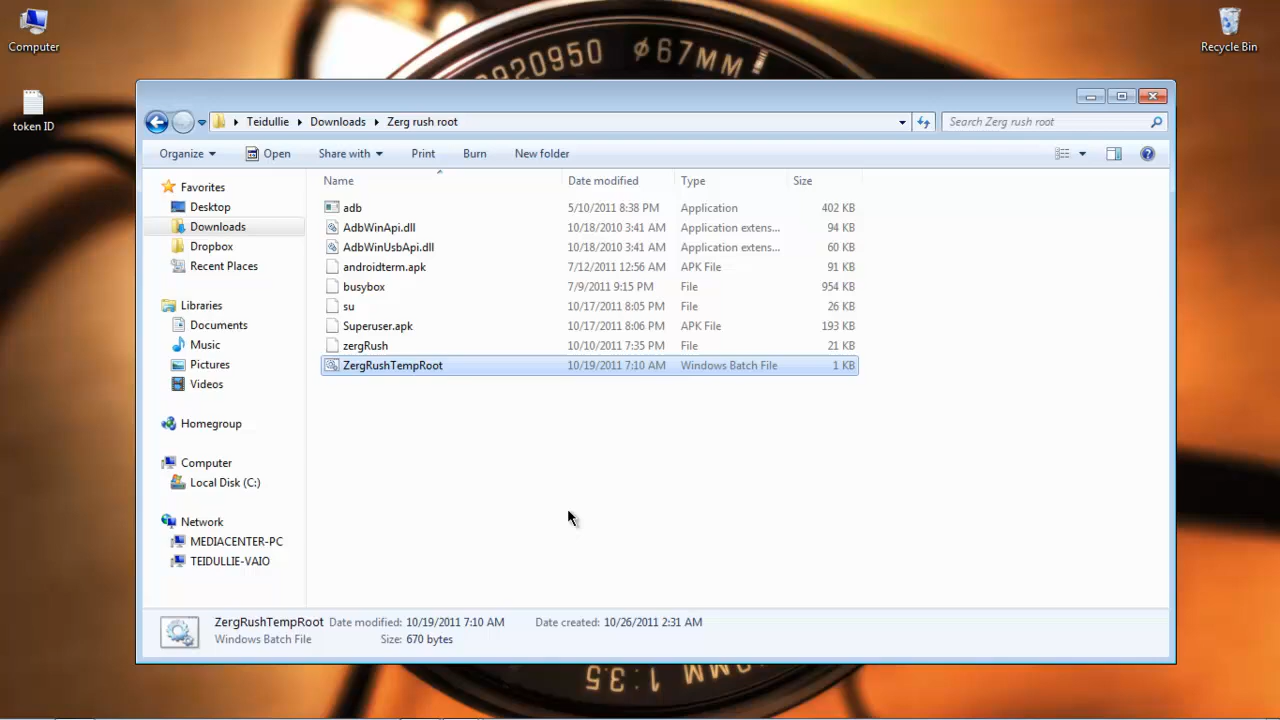 Computer
Recycle Bin
token ID
920950 ⌀67MM
Teidullie Downloads Zerg rush root
Search Zerg rush root
Organize Open Share with Print Burn New folder
Name Date modified Type Size
Favorites
Desktop
Downloads
Dropbox
Recent Places
Libraries
Documents
Music
Pictures
Videos
Homegroup
Computer
Local Disk (C:)
Network
MEDIACENTER-PC
TEIDULLIE-VAIO
adb 5/10/2011 8:38 PM Application 402 KB
AdbWinApi.dll 10/18/2010 3:41 AM Application extens... 94 KB
AdbWinUsbApi.dll 10/18/2010 3:41 AM Application extens... 60 KB
androidterm.apk 7/12/2011 12:56 AM APK File 91 KB
busybox 7/9/2011 9:15 PM File 954 KB
su 10/17/2011 8:05 PM File 26 KB
Superuser.apk 10/17/2011 8:06 PM APK File 193 KB
zergRush 10/10/2011 7:35 PM File 21 KB
ZergRushTempRoot 10/19/2011 7:10 AM Windows Batch File 1 KB
ZergRushTempRoot Date modified: 10/19/2011 7:10 AM Date created: 10/26/2011 2:31 AM
Windows Batch File Size: 670 bytes
MM 1:3.5